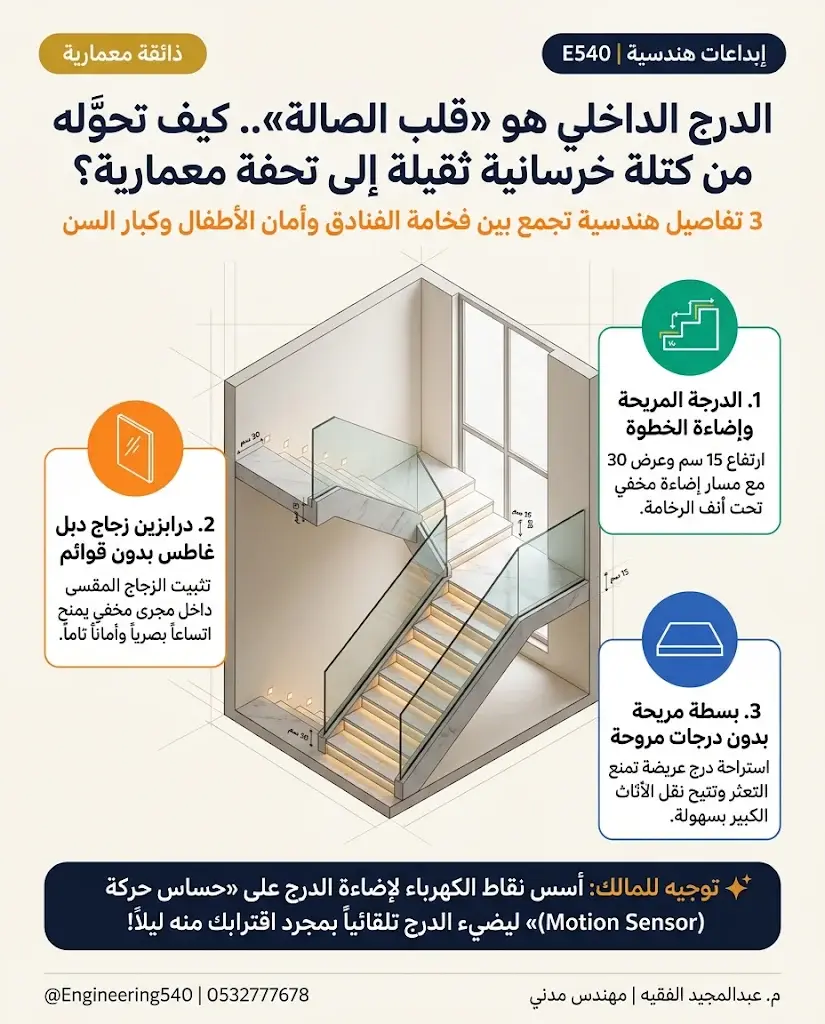 إبداعات هندسية | E540
ذائقة معمارية
الدرج الداخلي هو «قلب الصالة».. كيف تحوَّله
من كتلة خرسانية ثقيلة إلى تحفة معمارية؟
3 تفاصيل هندسية تجمع بين فخامة الفنادق وأمان الأطفال وكبار السن
1. الدرجة المريحة
وإضاءة الخطوة
ارتفاع 15 سم وعرض 30
مع مسار إضاءة مخفي
تحت أنف الرخامة.
2. درابزين زجاج دبل
غاطس بدون قوائم
تثبيت الزجاج المقسى
داخل مجرى مخفي يمنح
اتساعاً بصرياً وأماناً تاماً.
30 سم
15 سم
3. بسطة مريحة
بدون درجات مروحة
استراحة درج عريضة تمنع
التعثر وتتيح نقل الأثاث
الكبير بسهولة.
توجيه للمالك: أسس نقاط الكهرباء لإضاءة الدرج على «حساس حركة
(Motion Sensor)» ليضيء الدرج تلقائياً بمجرد اقترابك منه ليلاً!
م. عبدالمجيد الفقيه | مهندس مدني
@Engineering540 | 0532777678